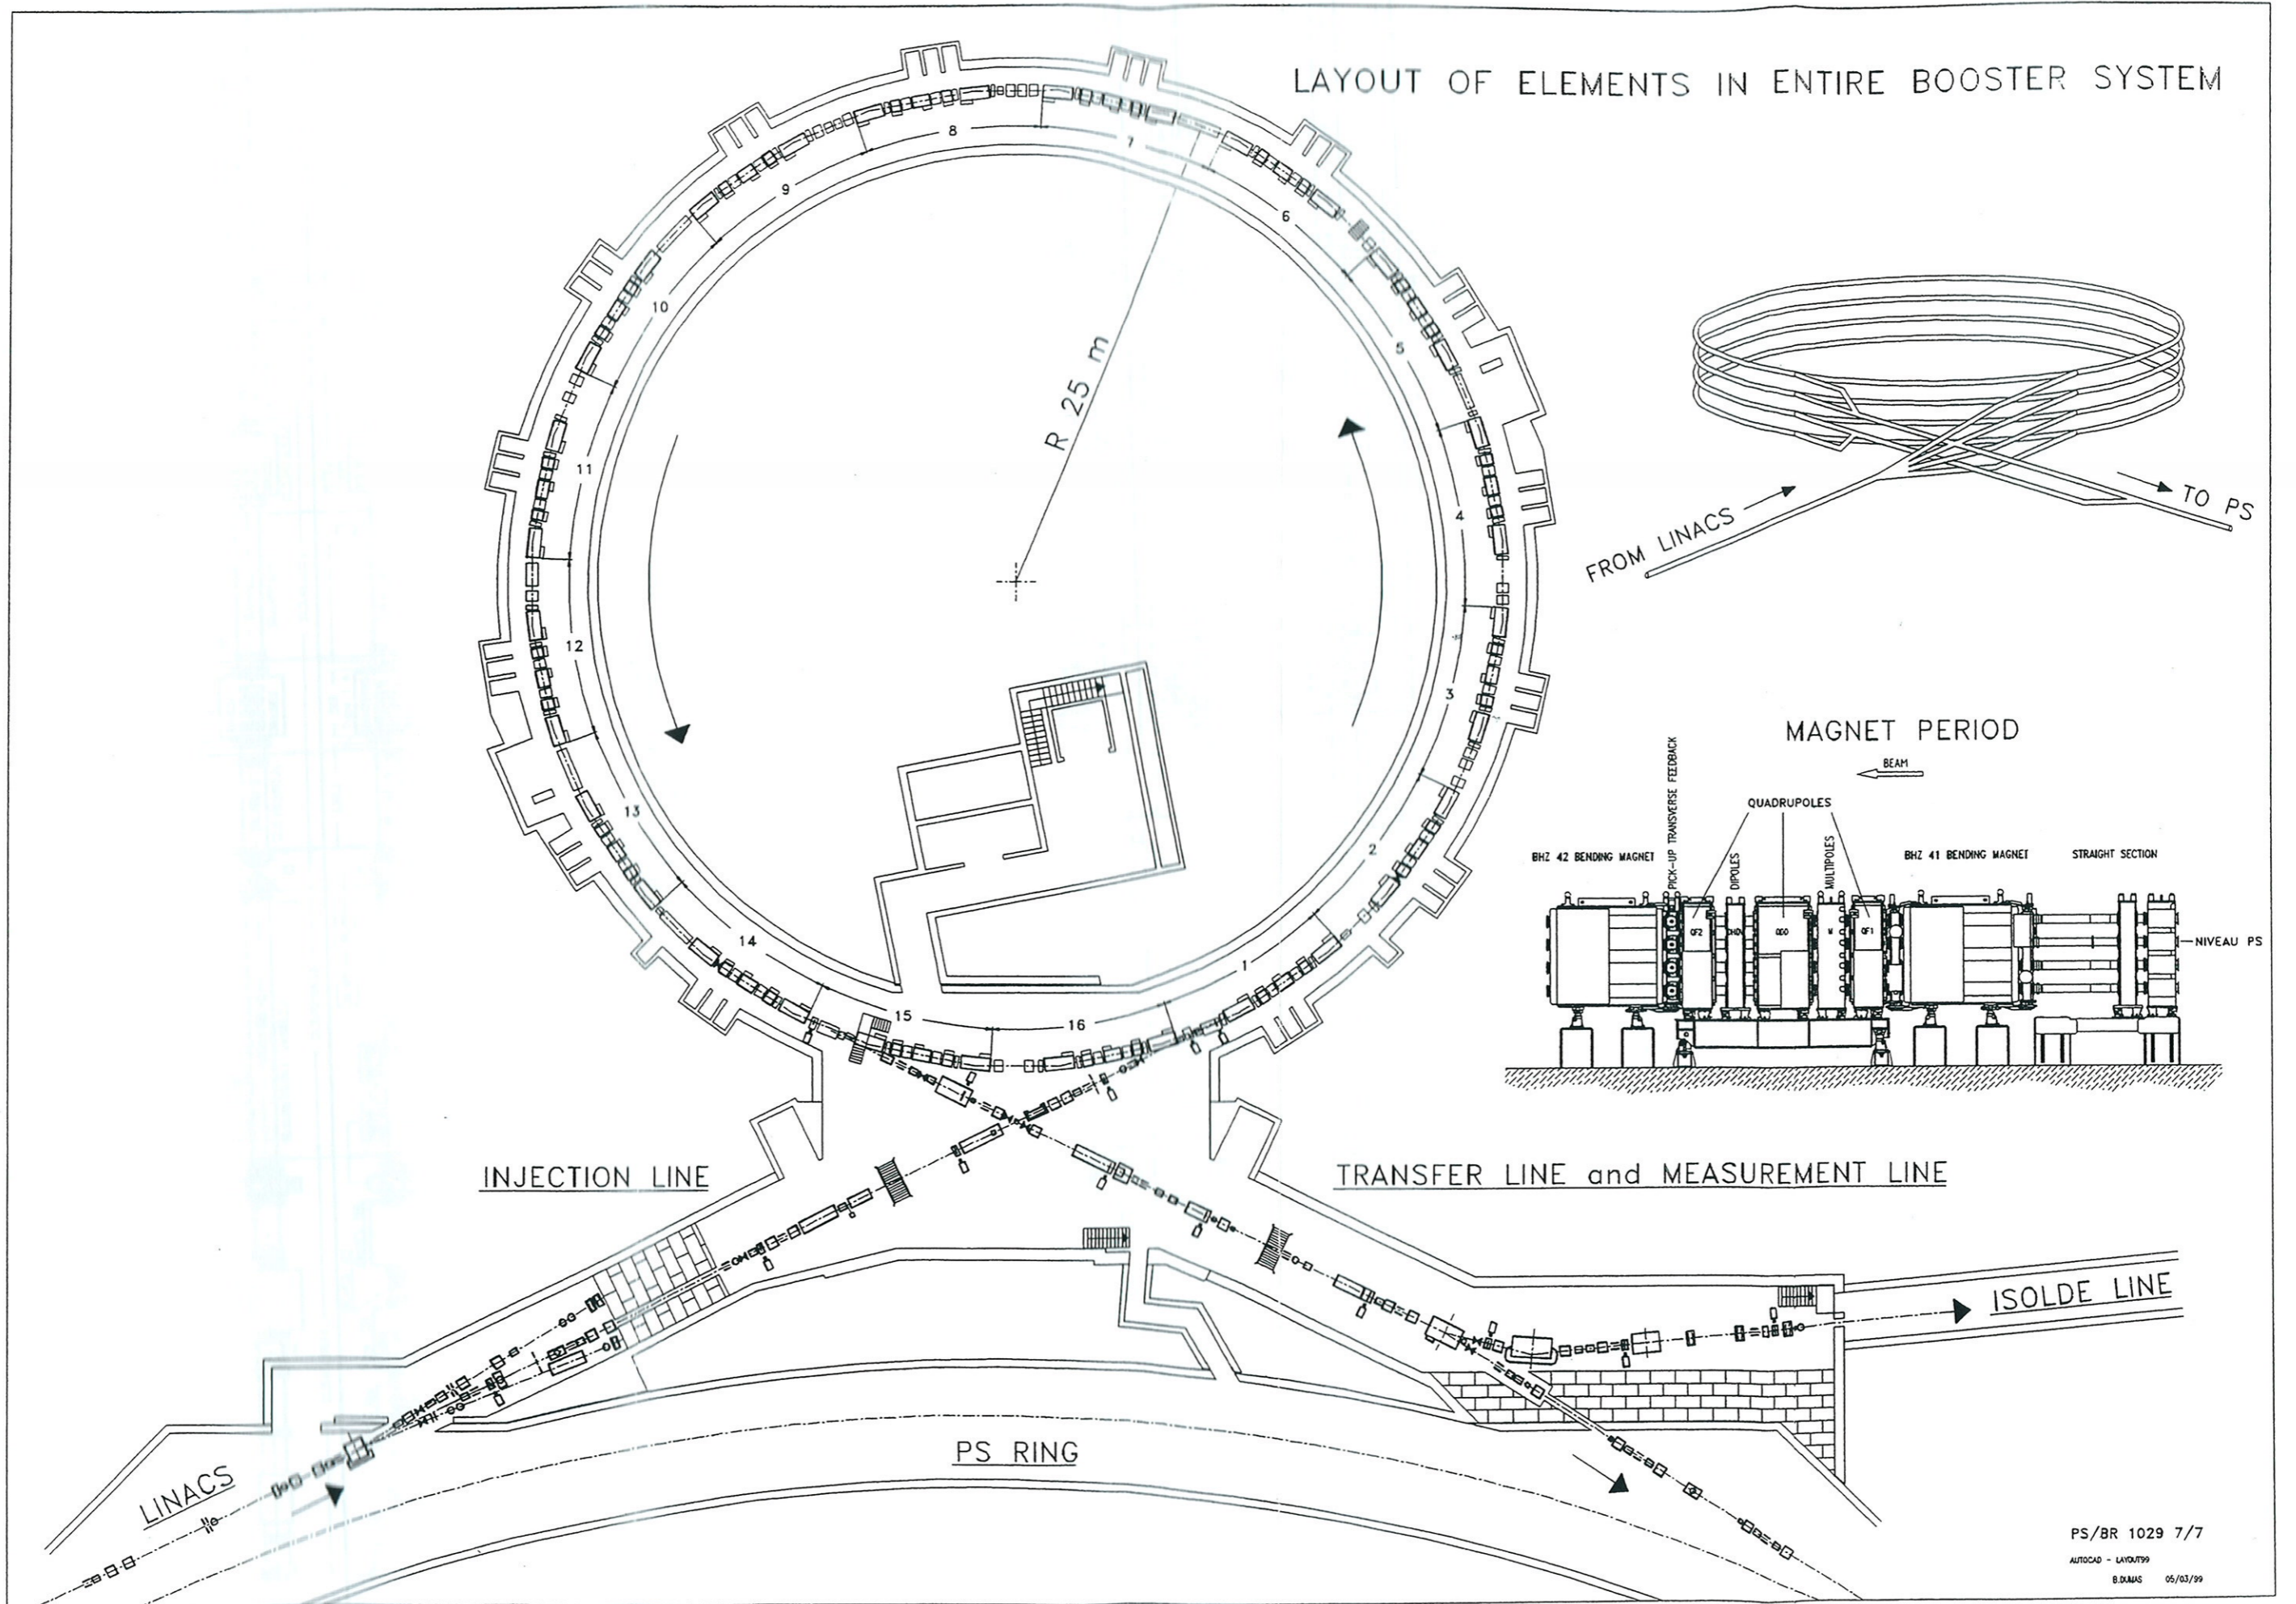 LAYOUT OF ELEMENTS IN ENTIRE BOOSTER SYSTEM
8
7
9
6
10
5
11
4
12
3
13
2
14
1
15
16
R 25 m
FROM LINACS
TO PS
MAGNET PERIOD
BEAM
QUADRUPOLES
PICK-UP TRANSVERSE FEEDBACK
DIPOLES
MULTIPOLES
BHZ 42 BENDING MAGNET
BHZ 41 BENDING MAGNET
STRAIGHT SECTION
QF2
QF1
NIVEAU PS
INJECTION LINE
TRANSFER LINE and MEASUREMENT LINE
ISOLDE LINE
PS RING
LINACS
PS/BR 1029 7/7
AUTOCAD - LAYOUT99
B.DUMAS 05/03/99